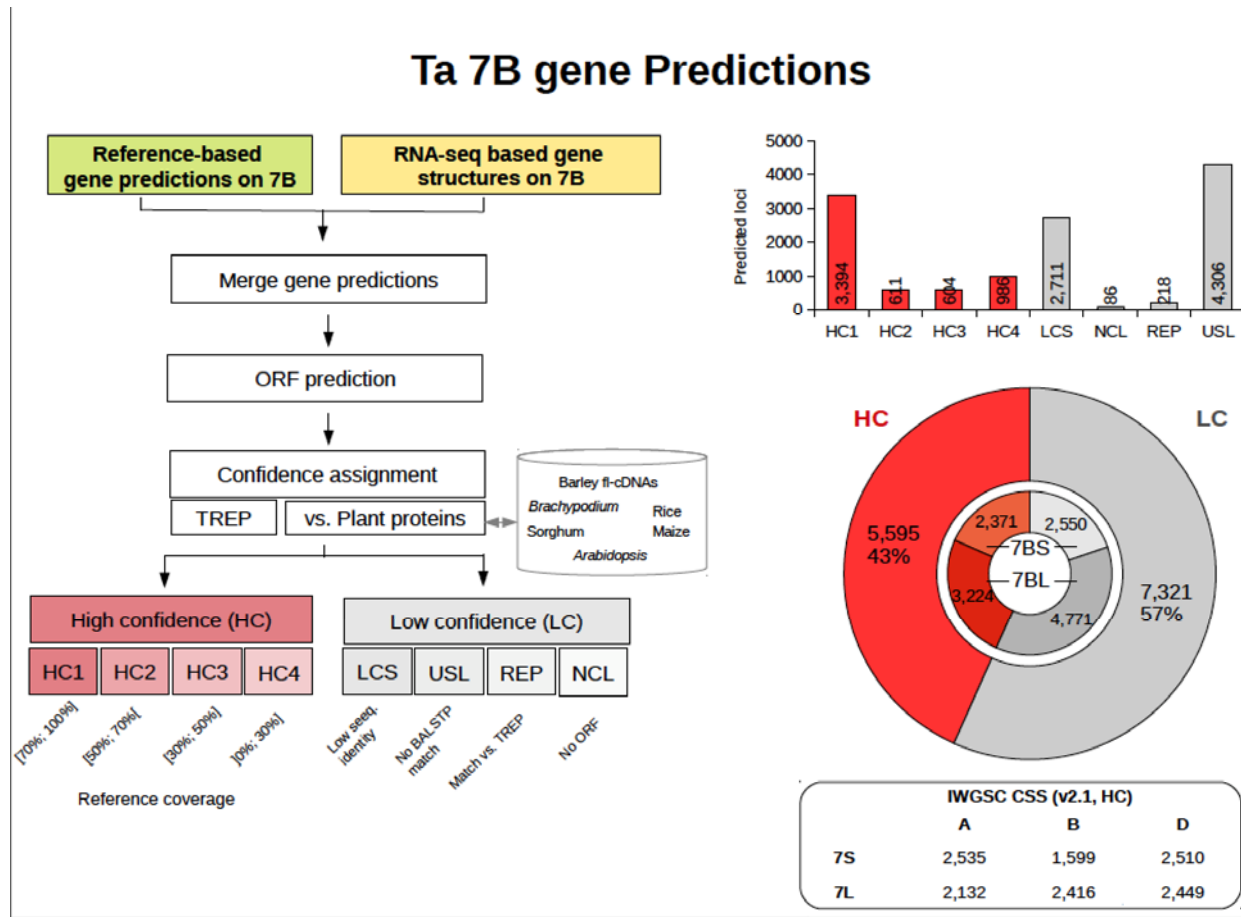 Ta 7B gene Predictions
Reference-based
gene predictions on 7B
RNA-seq based gene
structures on 7B
Merge gene predictions
ORF prediction
Confidence assignment
TREP
vs. Plant proteins
Barley fl-cDNAs
Brachypodium
Rice
Sorghum
Maize
Arabidopsis
High confidence (HC)
HC1
HC2
HC3
HC4
[70%; 100%]
[50%; 70%[
[30%; 50%]
]0%; 30%]
Reference coverage
Low confidence (LC)
LCS
USL
REP
NCL
Low seeq.
identity
No BALSTP
match
Match vs. TREP
No ORF
Predicted loci
5000
4000
3000
2000
1000
0
3,394
611
604
986
2,711
86
218
4,306
HC1
HC2
HC3
HC4
LCS
NCL
REP
USL
HC
LC
5,595
43%
7,321
57%
2,371
2,550
7BS
7BL
3,224
4,771
IWGSC CSS (v2.1, HC)
A B D
7S 2,535 1,599 2,510
7L 2,132 2,416 2,449